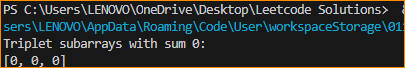 PS C:\Users\LENOVO\OneDrive\Desktop\Leetcode Solutions>
sers\LENOVO\AppData\Roaming\Code\User\workspaceStorage\01
Triplet subarrays with sum 0:
[0, 0, 0]